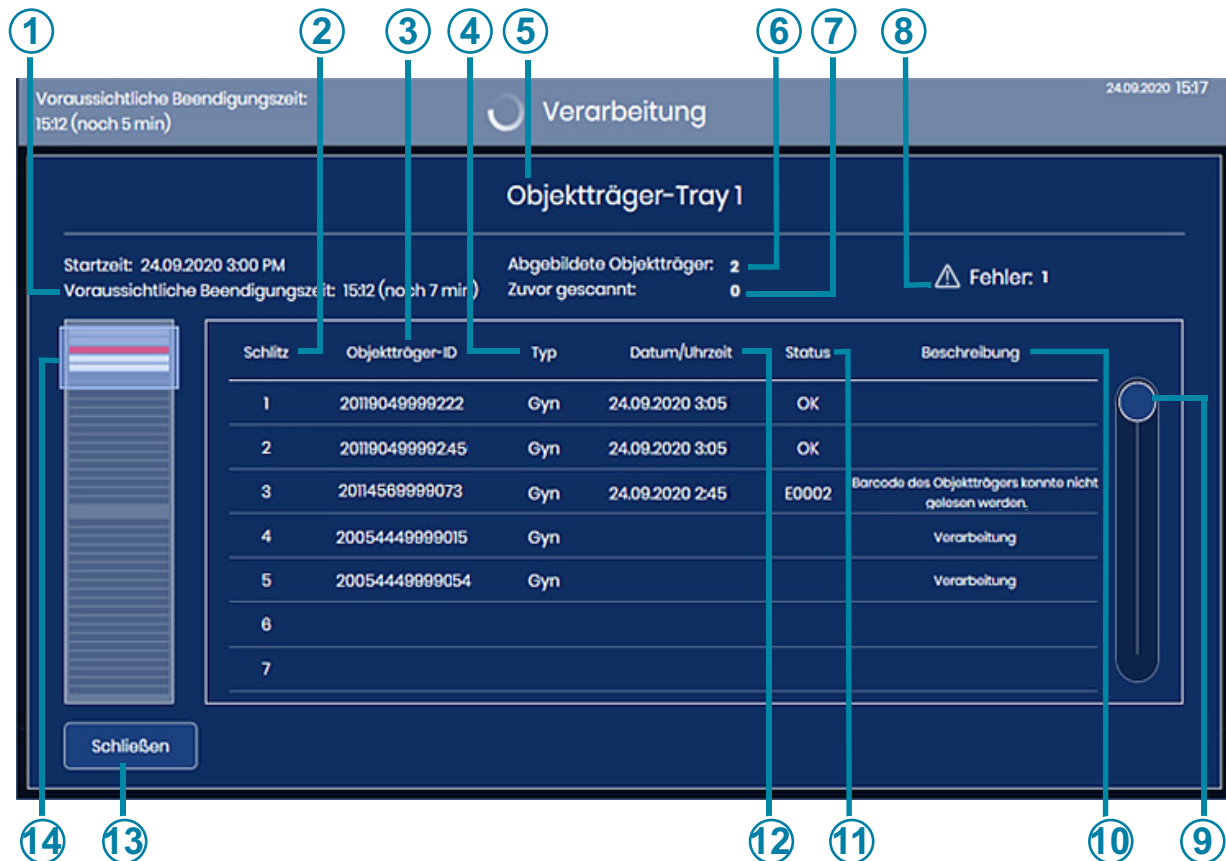 1 2 3 4 5 6 7 8
Voraussichtliche Beendigungszeit:
15:12 (noch 5 min)
Verarbeitung
24.09.2020 15:17
Objektträger-Tray 1
Startzeit: 24.09.2020 3:00 PM
Voraussichtliche Beendigungszeit: 15:12 (noch 7 min)
Abgebildete Objektträger: 2
Zuvor gescannt: 0
Fehler: 1
Schlitz Objektträger-ID Typ Datum/Uhrzeit Status Beschreibung
1 20119049999222 Gyn 24.09.2020 3:05 OK
2 20119049999245 Gyn 24.09.2020 3:05 OK
3 20114569999073 Gyn 24.09.2020 2:45 E0002 Barcode des Objektträgers konnte nicht
gelesen werden.
4 20054449999015 Gyn Verarbeitung
5 20054449999054 Gyn Verarbeitung
6
7
Schließen
14 13 12 11 10 9